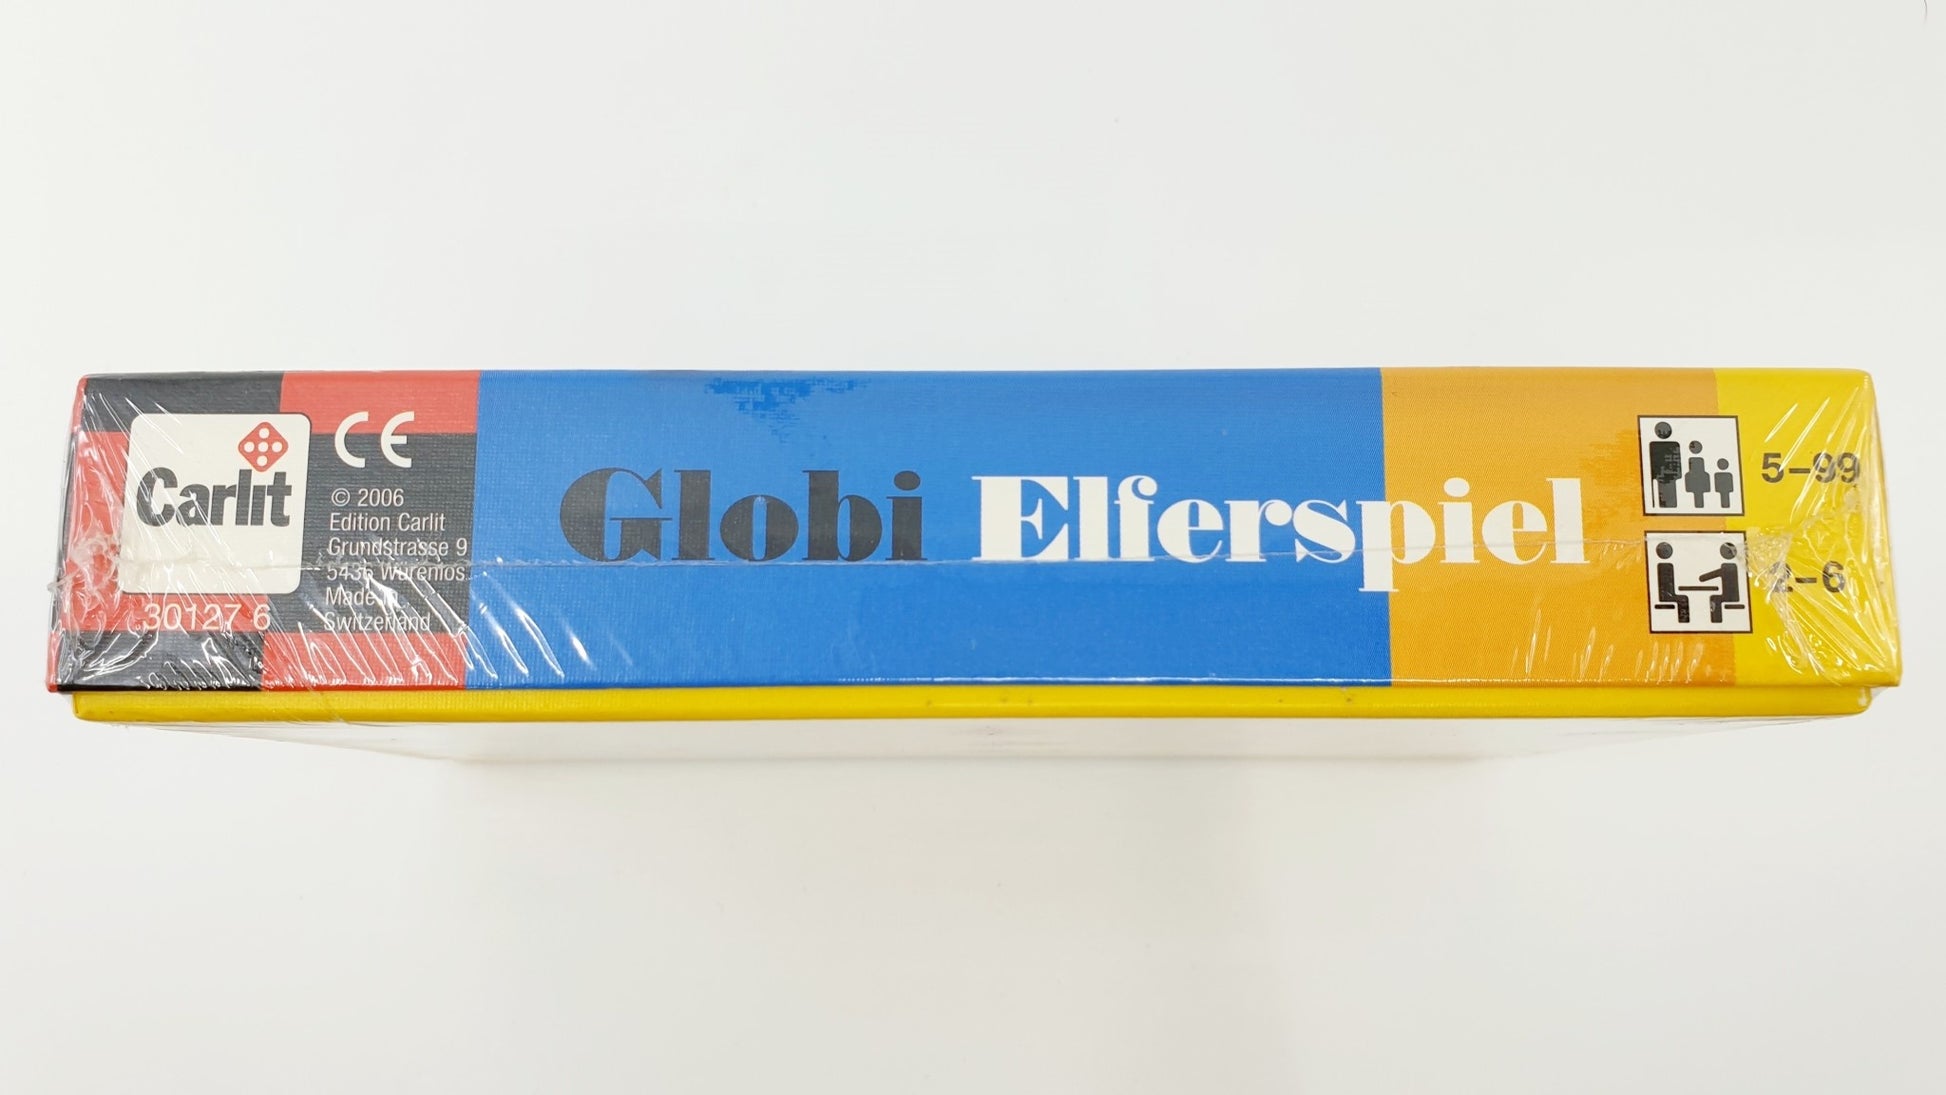 Carlit
30127 6
CE
© 2006
Edition Carlit
Grundstrasse 9
5436 Würenlos
Made in
Switzerland
Globi Elferspiel
5–99
2–6